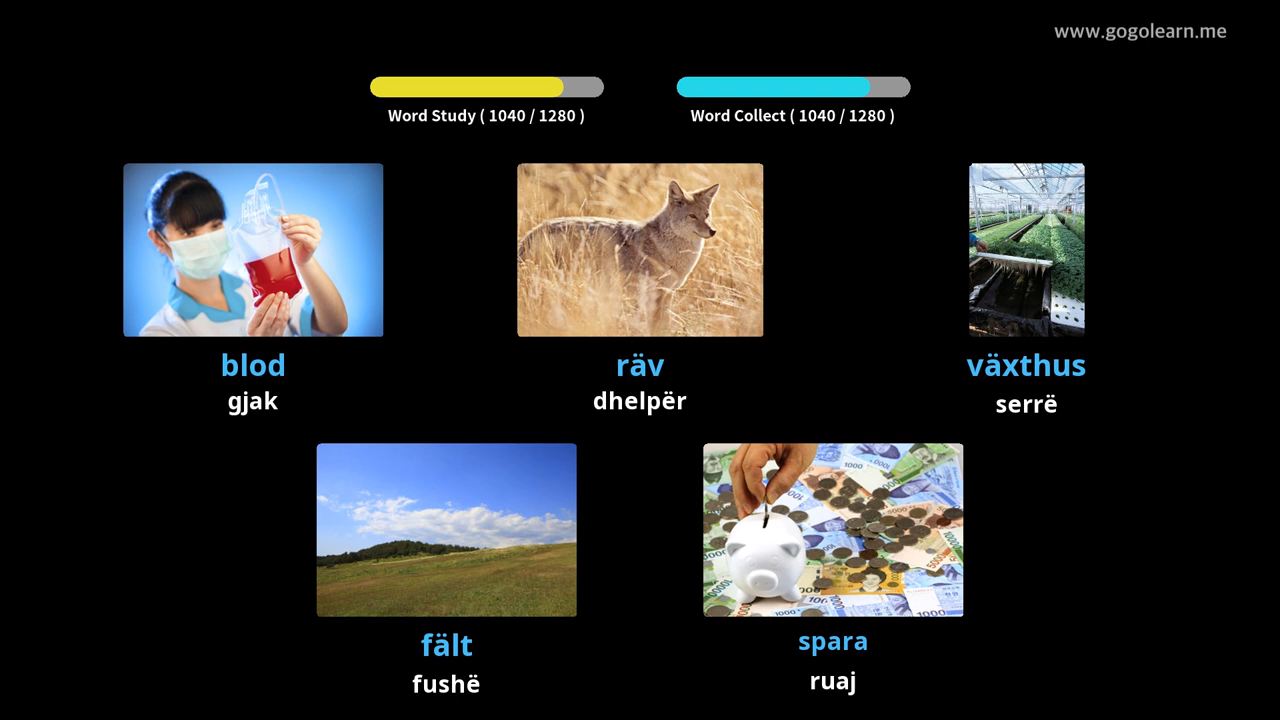 www.gogolearn.me
Word Study ( 1040 / 1280 )
Word Collect ( 1040 / 1280 )
blod
gjak
räv
dhelpër
växthus
serrë
fält
fushë
spara
ruaj